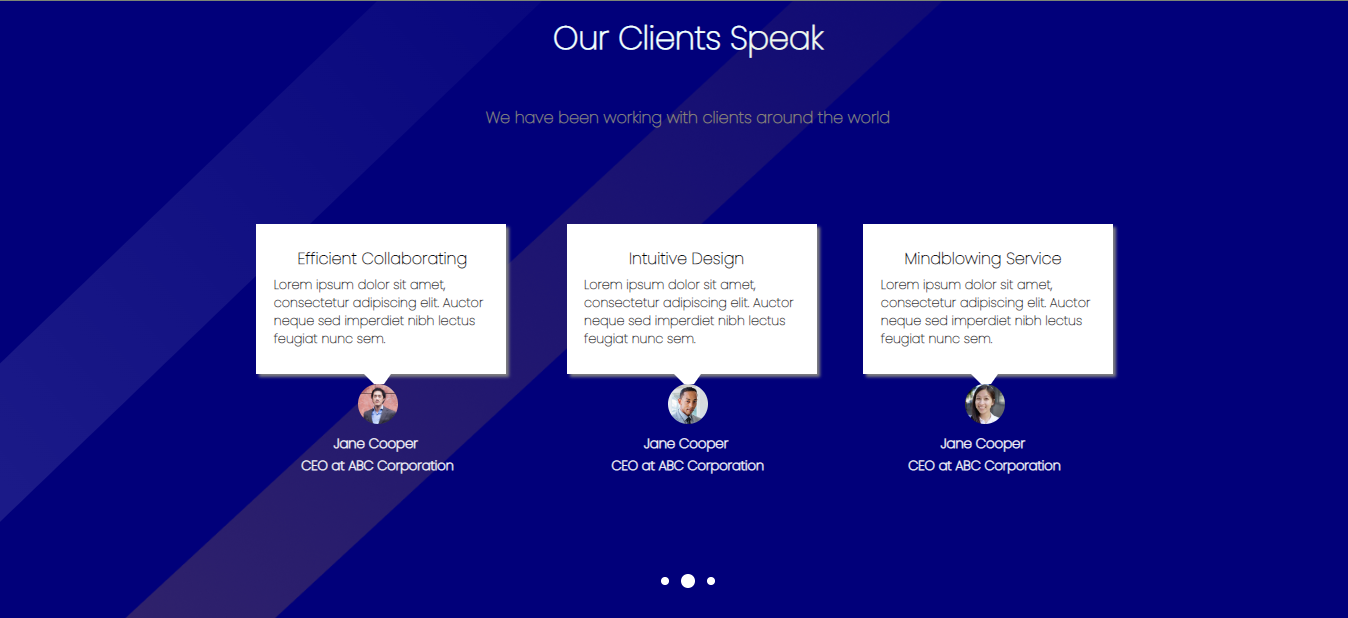 Our Clients Speak
We have been working with clients around the world
Efficient Collaborating
Lorem ipsum dolor sit amet,
consectetur adipiscing elit. Auctor
neque sed imperdiet nibh lectus
feugiat nunc sem.
Jane Cooper
CEO at ABC Corporation
Intuitive Design
Lorem ipsum dolor sit amet,
consectetur adipiscing elit. Auctor
neque sed imperdiet nibh lectus
feugiat nunc sem.
Jane Cooper
CEO at ABC Corporation
Mindblowing Service
Lorem ipsum dolor sit amet,
consectetur adipiscing elit. Auctor
neque sed imperdiet nibh lectus
feugiat nunc sem.
Jane Cooper
CEO at ABC Corporation